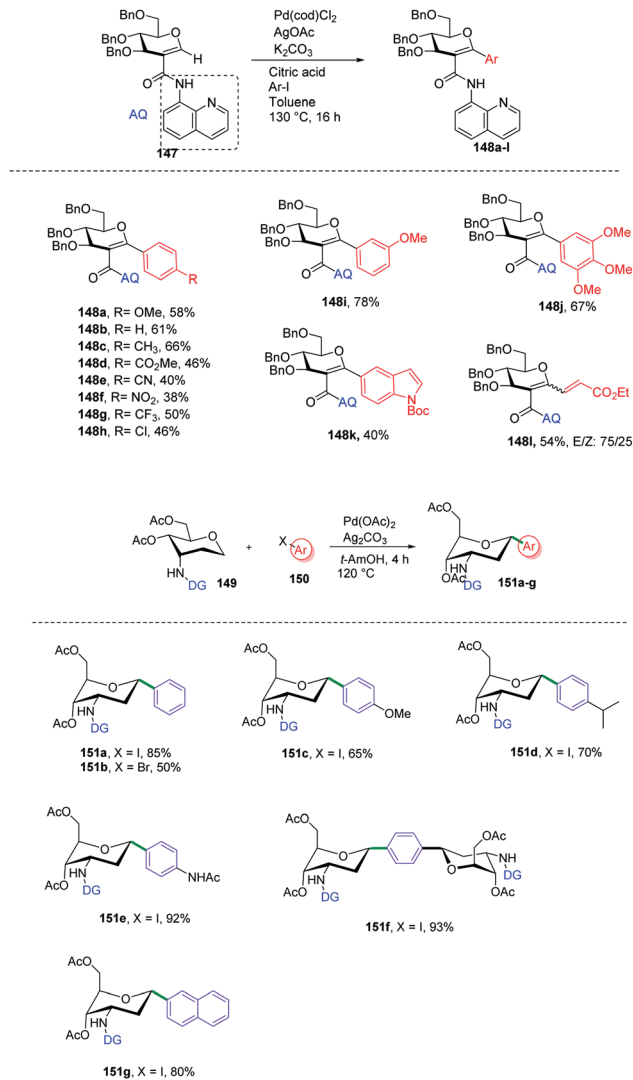 BnO
BnO
BnO
O
H
O
NH
N
AQ
147
Pd(cod)Cl2
AgOAc
K2CO3
Citric acid
Ar-I
Toluene
130 °C, 16 h
BnO
BnO
BnO
O
Ar
O
NH
N
148a-l
BnO
BnO
BnO
O
O
AQ
R
148a, R= OMe, 58%
148b, R= H, 61%
148c, R= CH3, 66%
148d, R= CO2Me, 46%
148e, R= CN, 40%
148f, R= NO2, 38%
148g, R= CF3, 50%
148h, R= Cl, 46%
BnO
BnO
BnO
O
OMe
O
AQ
148i, 78%
BnO
BnO
BnO
O
OMe
OMe
OMe
O
AQ
148j, 67%
BnO
BnO
BnO
O
O
AQ
N
Boc
148k, 40%
BnO
BnO
BnO
O
CO2Et
O
AQ
148l, 54%, E/Z: 75/25
AcO
AcO
O
HN
DG
149
+
X
Ar
150
Pd(OAc)2
Ag2CO3
t-AmOH, 4 h
120 °C
AcO
O
Ar
HN
OAc
DG
151a-g
AcO
O
AcO
HN
DG
151a, X = I, 85%
151b, X = Br, 50%
AcO
O
AcO
HN
DG
OMe
151c, X = I, 65%
AcO
O
AcO
HN
DG
151d, X = I, 70%
AcO
O
AcO
HN
DG
NHAc
151e, X = I, 92%
AcO
O
AcO
HN
DG
OAc
O
NH
DG
OAc
151f, X = I, 93%
AcO
O
AcO
HN
DG
151g, X = I, 80%